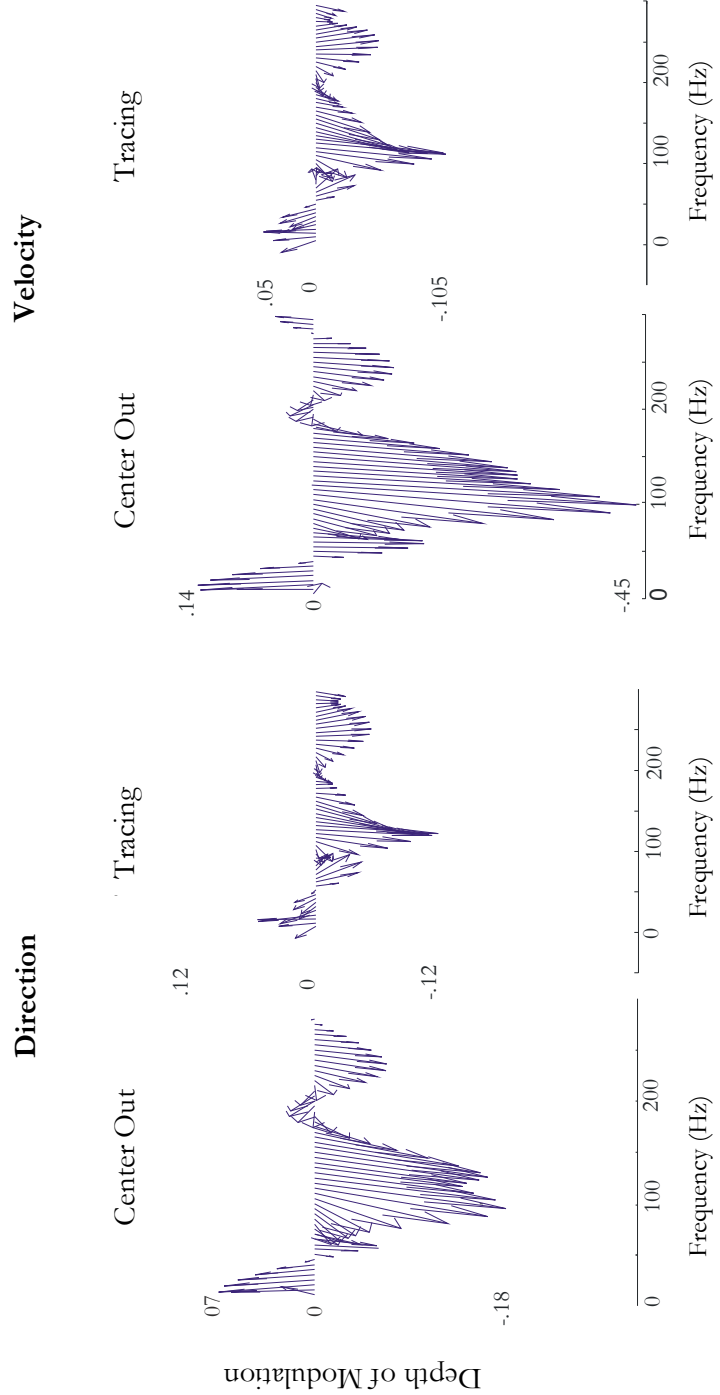 Direction
Velocity
Center Out
Tracing
Center Out
Tracing
Depth of Modulation
07
0
-.18
.12
0
-.12
.14
0
-.45
.05
0
-.105
0
100
200
Frequency (Hz)
0
100
200
Frequency (Hz)
0
100
200
Frequency (Hz)
0
100
200
Frequency (Hz)